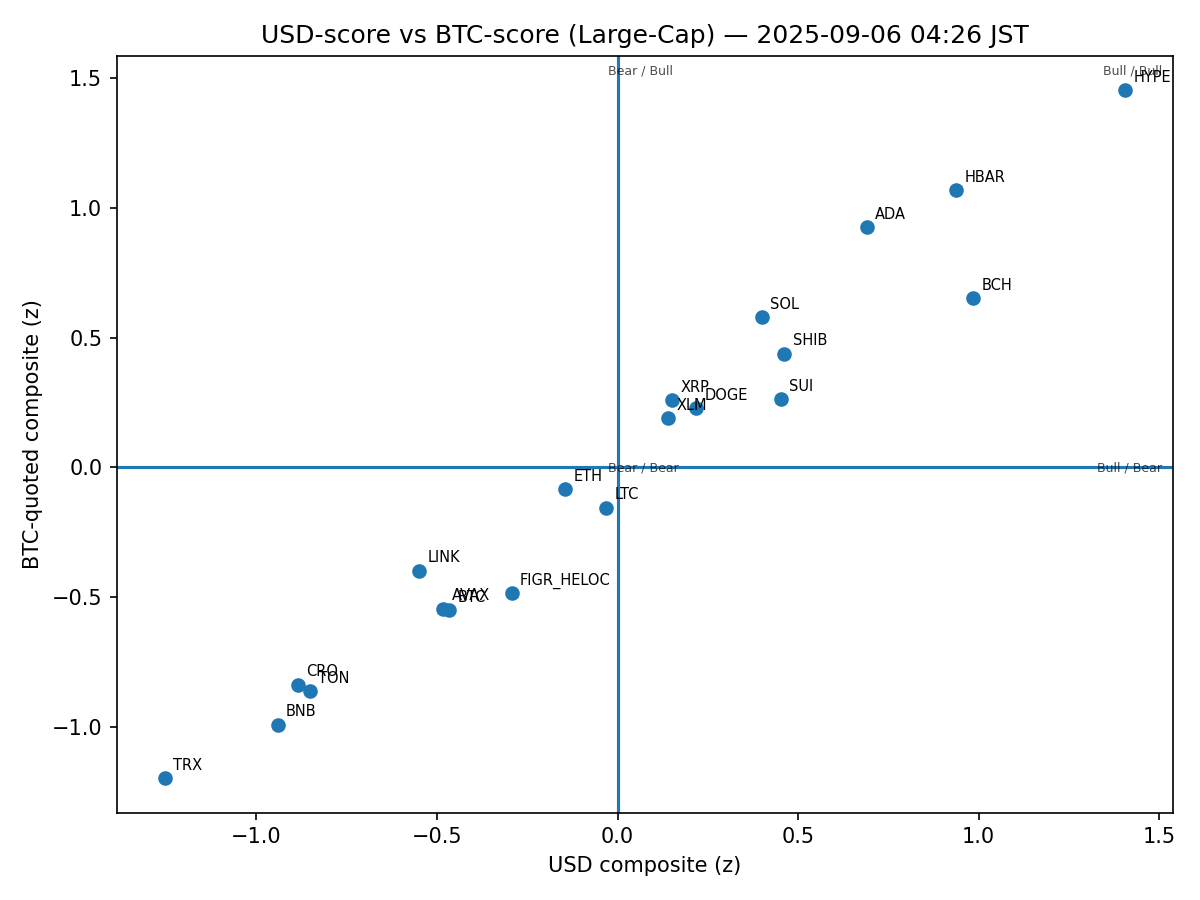 USD-score vs BTC-score (Large-Cap) — 2025-09-06 04:26 JST
Bear / Bull
Bull / Bull
HYPE
HBAR
ADA
BCH
SOL
SHIB
SUI
XRP
DOGE
XLM
Bear / Bear
Bull / Bear
ETH
LTC
LINK
FIGR_HELOC
AVAX
BTC
CRO
TON
BNB
TRX
1.5
1.0
0.5
0.0
−0.5
−1.0
BTC-quoted composite (z)
−1.0
−0.5
0.0
0.5
1.0
1.5
USD composite (z)